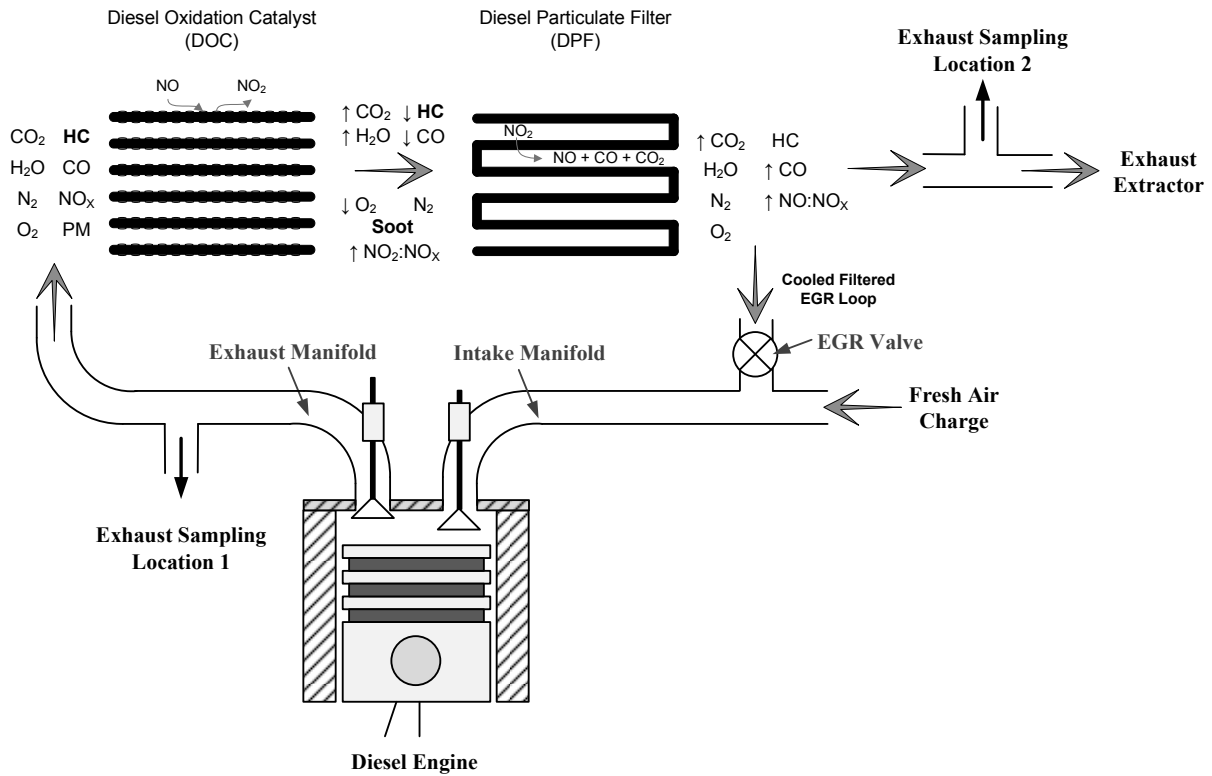 Diesel Oxidation Catalyst
(DOC)
Diesel Particulate Filter
(DPF)
Exhaust Sampling
Location 2
NO
NO₂
CO₂ HC
H₂O CO
N₂ NOₓ
O₂ PM
↑ CO₂ ↓ HC
↑ H₂O ↓ CO
↓ O₂ N₂
Soot
↑ NO₂:NOₓ
NO₂
NO + CO + CO₂
↑ CO₂ HC
H₂O ↑ CO
N₂ ↑ NO:NOₓ
O₂
Exhaust
Extractor
Cooled Filtered
EGR Loop
Exhaust Manifold
Intake Manifold
EGR Valve
Fresh Air
Charge
Exhaust Sampling
Location 1
Diesel Engine